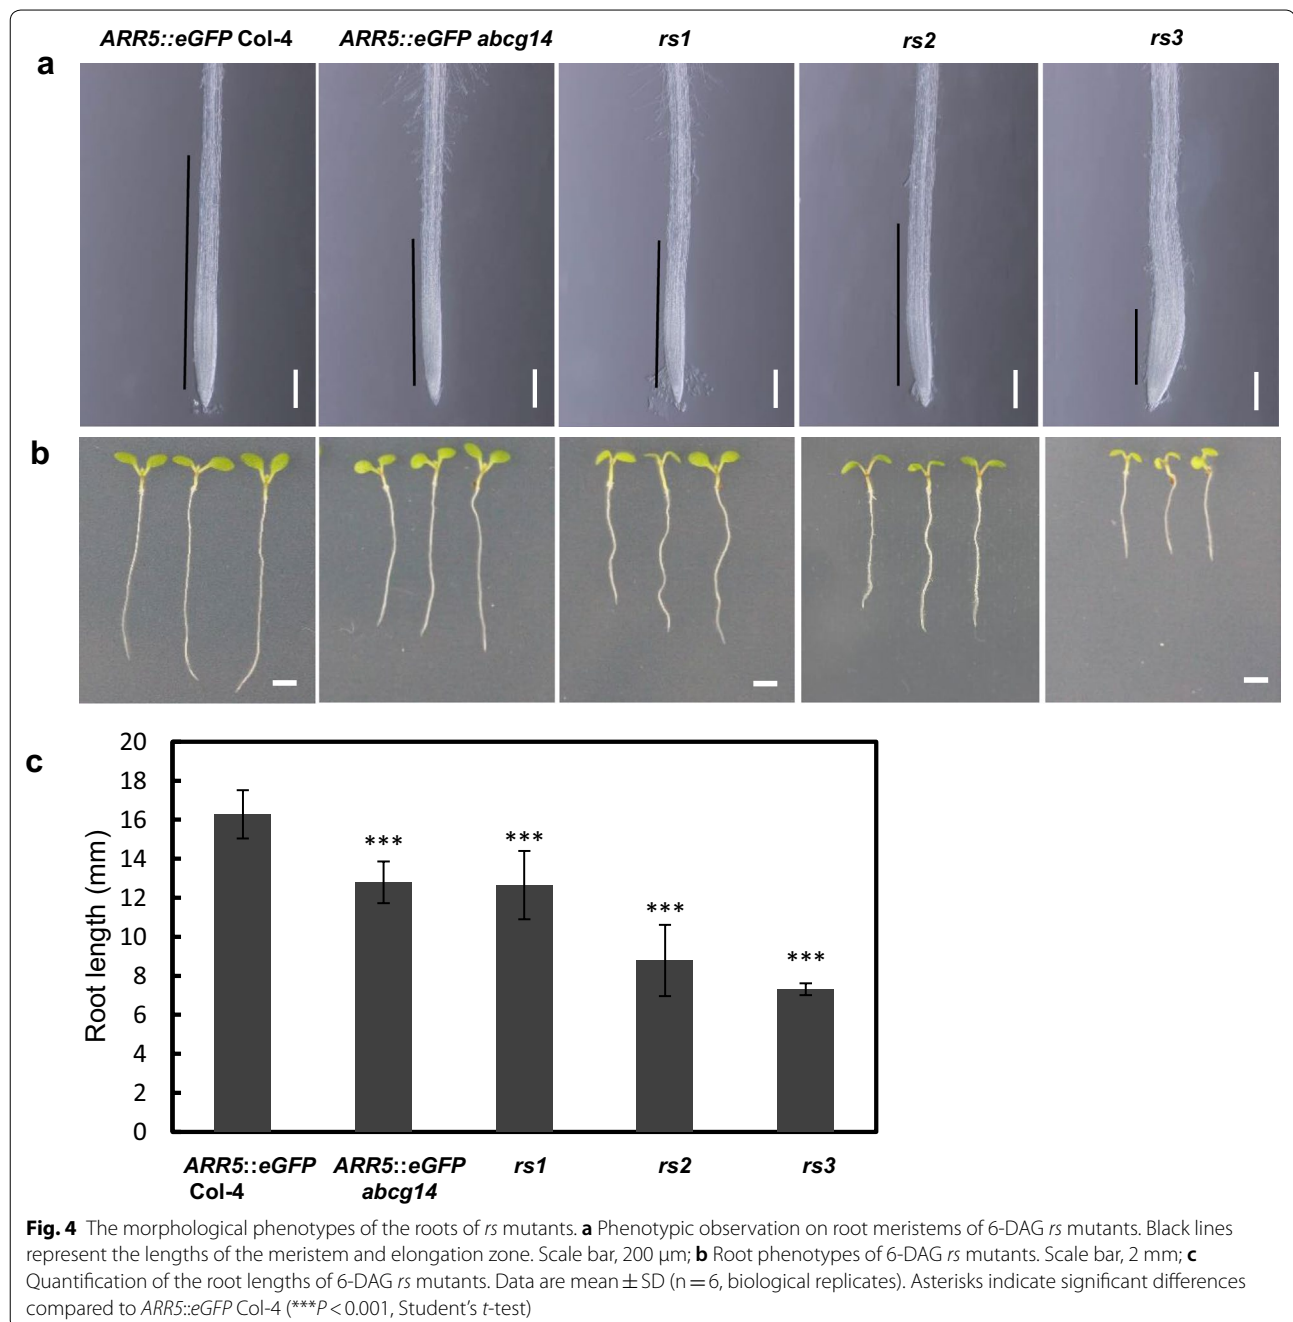 ARR5::eGFP Col-4 ARR5::eGFP abcg14 rs1 rs2 rs3
a
b
c
Root length (mm)
20
18
16
14
12
10
8
6
4
2
0
***
***
***
***
ARR5::eGFP Col-4
ARR5::eGFP abcg14
rs1
rs2
rs3
Fig. 4 The morphological phenotypes of the roots of rs mutants. a Phenotypic observation on root meristems of 6-DAG rs mutants. Black lines
represent the lengths of the meristem and elongation zone. Scale bar, 200 µm; b Root phenotypes of 6-DAG rs mutants. Scale bar, 2 mm; c
Quantification of the root lengths of 6-DAG rs mutants. Data are mean ± SD (n = 6, biological replicates). Asterisks indicate significant differences
compared to ARR5::eGFP Col-4 (***P < 0.001, Student's t-test)